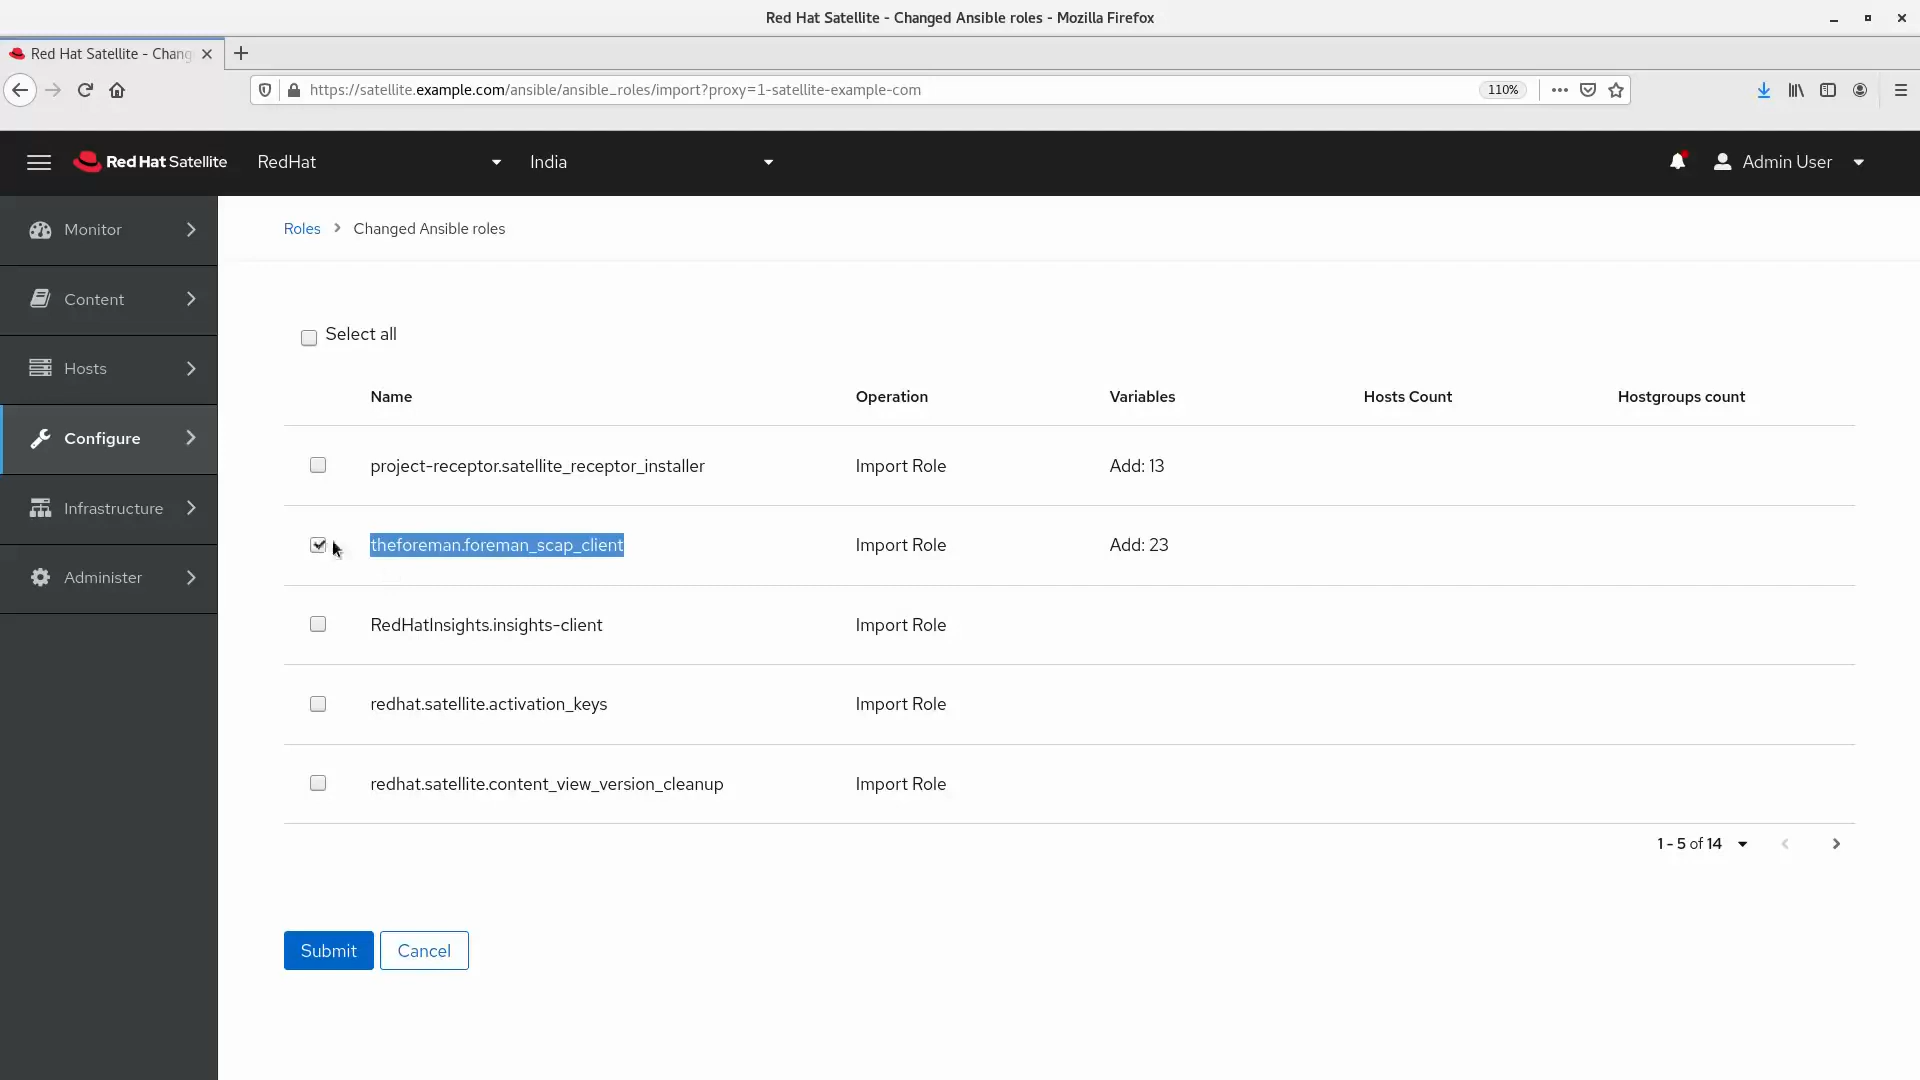 Red Hat Satellite - Changed Ansible roles - Mozilla Firefox
Red Hat Satellite - Chang
https://satellite.example.com/ansible/ansible_roles/import?proxy=1-satellite-example-com
110%
Red Hat Satellite
RedHat
India
Admin User
Monitor
Content
Hosts
Configure
Infrastructure
Administer
Roles > Changed Ansible roles
Select all
Name Operation Variables Hosts Count Hostgroups count
project-receptor.satellite_receptor_installer Import Role Add: 13
theforeman.foreman_scap_client Import Role Add: 23
RedHatInsights.insights-client Import Role
redhat.satellite.activation_keys Import Role
redhat.satellite.content_view_version_cleanup Import Role
1 - 5 of 14
Submit Cancel